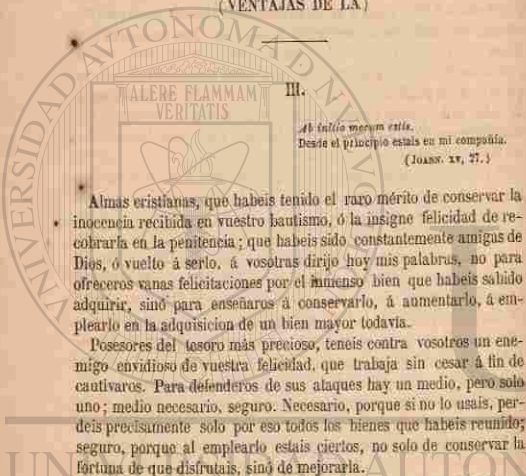 (VENTAJAS DE LA)
III.
Ab initio mecum estis.
Desde el principio estais en mi compañía.
(JOANN. XV, 27.)
Almas cristianas, que habeis tenido el raro mérito de conservar la
inocencia recibida en vuestro bautismo, ó la insigne felicidad de re-
cobrarla en la penitencia; que habeis sido constantemente amigas de
Dios, ó vuelto á serlo, á vosotras dirijo hoy mis palabras, no para
ofreceros vanas felicitaciones por el inmenso bien que habeis sabido
adquirir, sinó para enseñaros á conservarlo, á aumentarlo, á em-
plearlo en la adquisicion de un bien mayor todavía.
Posesores del tesoro más precioso, teneis contra vosotros un ene-
migo envidioso de vuestra felicidad, que trabaja sin cesar á fin de
cautivaros. Para defenderos de sus ataques hay un medio, pero solo
uno; medio necesario, seguro. Necesario, porque si no lo usais, per-
deis precisamente solo por eso todos los bienes que habeis reunido;
seguro, porque al emplearlo estais ciertos, no solo de conservar la
fortuna de que disfrutais, sinó de mejorarla.
ALERE FLAMMAM
VERITATIS